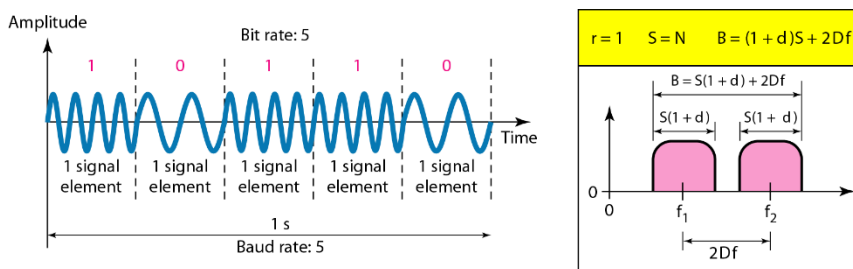 Amplitude
Bit rate: 5
1 0 1 1 0
Time
1 signal element
1 signal element
1 signal element
1 signal element
1 signal element
1 s
Baud rate: 5
r = 1 S = N B = (1 + d)S + 2Df
B = S(1 + d) + 2Df
S(1 + d) S(1 + d)
0
0 f₁ f₂
2Df